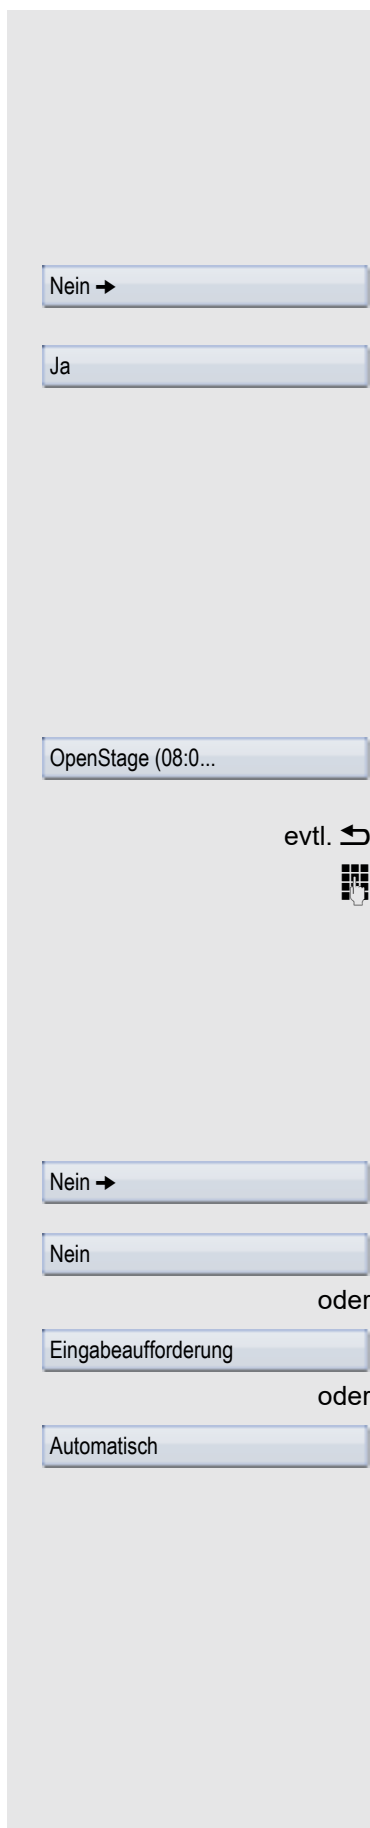 Nein →
Ja
OpenStage (08:0...
evtl.
Nein →
Nein
oder
Eingabeaufforderung
oder
Automatisch